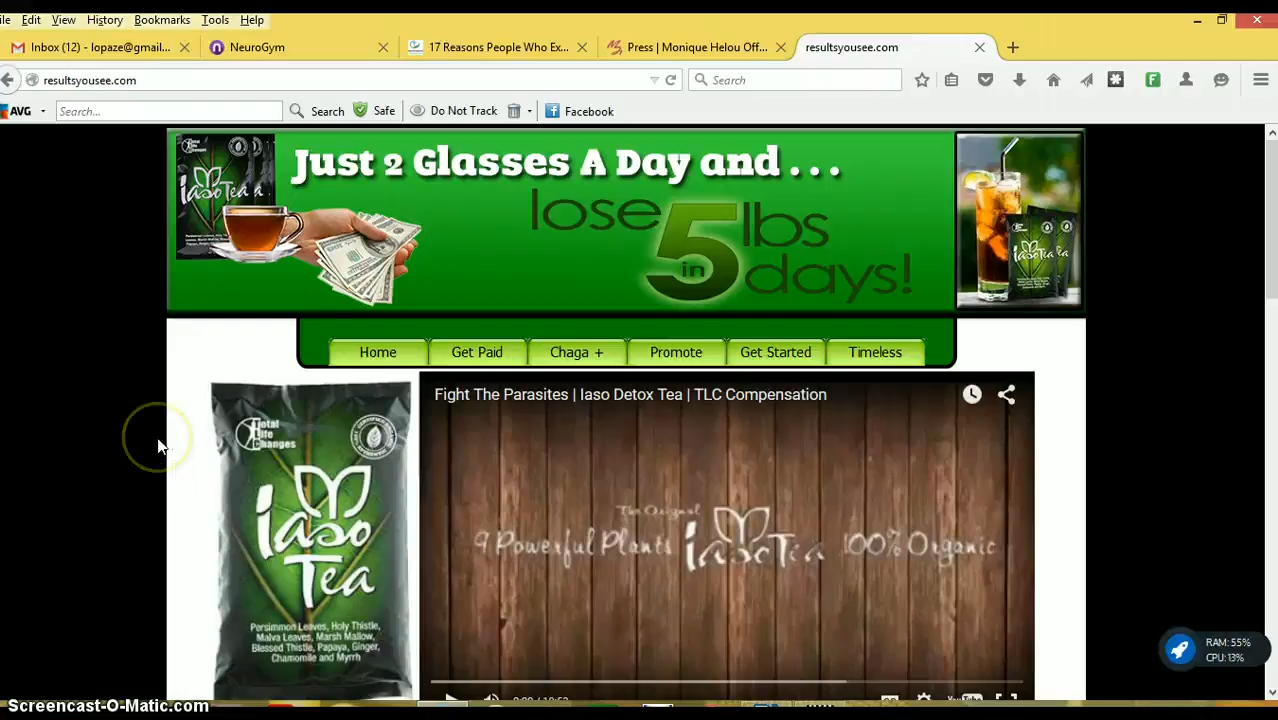 ile Edit View History Bookmarks Tools Help
Inbox (12) - lopaze@gmail... NeuroGym 17 Reasons People Who Ex... Press | Monique Helou Off... resultsyousee.com
resultsyousee.com Search
AVG Search... Search Safe Do Not Track Facebook
Just 2 Glasses A Day and . . .
lose 5 lbs
in days!
Iaso Tea
Iaso Tea
Home Get Paid Chaga + Promote Get Started Timeless
Fight The Parasites | Iaso Detox Tea | TLC Compensation
Total
Life
Changes
iaso
Tea
Persimmon Leaves, Holy Thistle,
Malva Leaves, Marsh Mallow,
Blessed Thistle, Papaya, Ginger,
Chamomile and Myrrh
The Original
9 Powerful Plants iaso Tea 100% Organic
RAM: 55%
CPU: 13%
Screencast-O-Matic.com